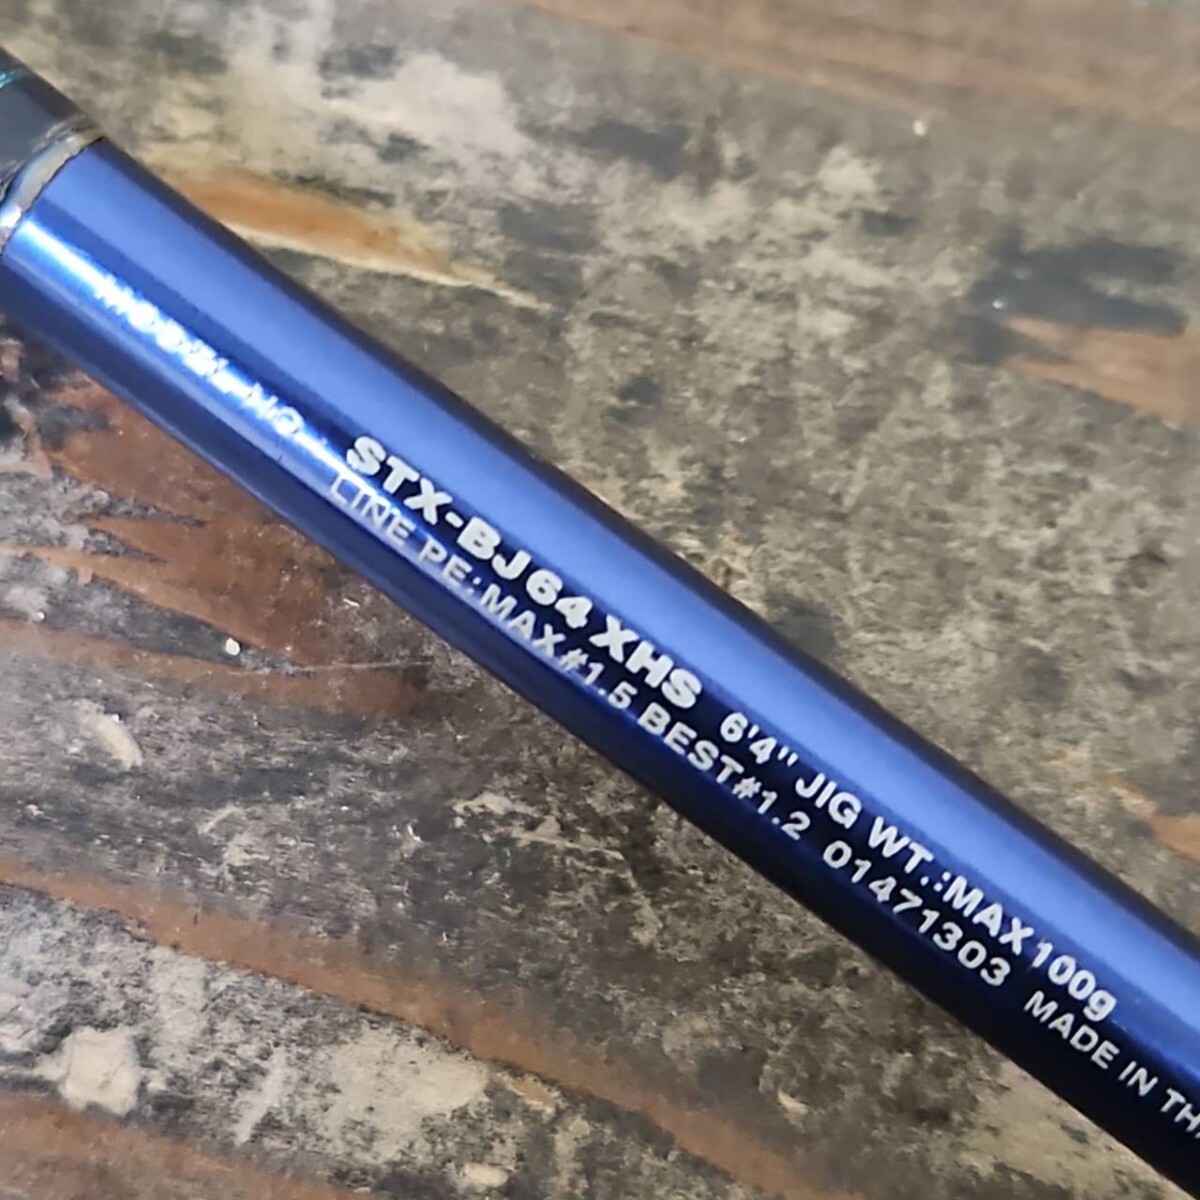 MODEL NO. STX-BJ64XHS 6'4" JIG WT.:MAX100g
LINE PE:MAX#1.5 BEST#1.2 01471303 MADE IN THA